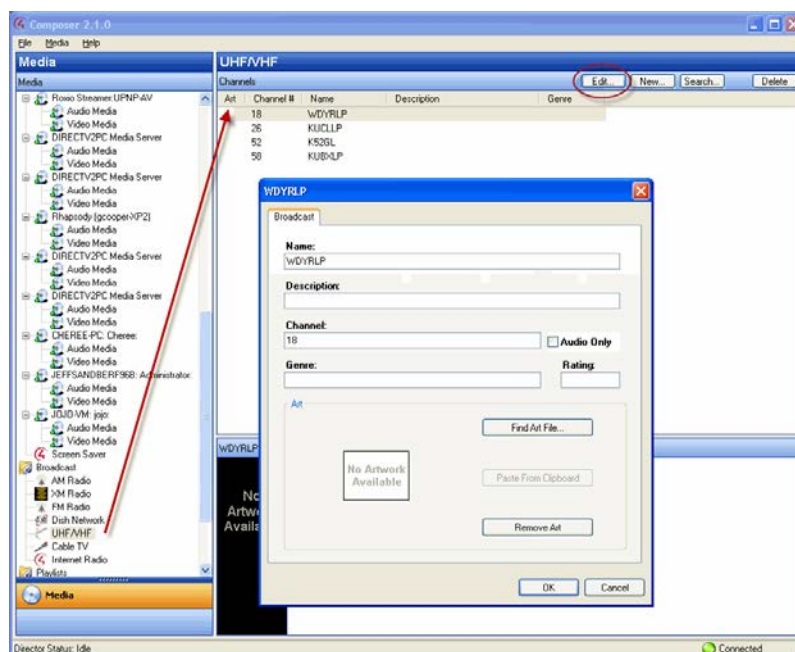 Composer 2.1.0
File Media Help
Media
UHF/VHF
Media
Channels
Edit... New... Search... Delete
Art Channel # Name Description Genre
18 WDYRLP
26 KUCLLP
52 K52GL
58 KUBXLP
Roxio Streamer:UPNP-AV
Audio Media
Video Media
DIRECTV2PC Media Server
Audio Media
Video Media
DIRECTV2PC Media Server
Audio Media
Video Media
Rhapsody (gcooper-XP2)
Audio Media
Video Media
DIRECTV2PC Media Server
Audio Media
Video Media
DIRECTV2PC Media Server
Audio Media
Video Media
CHEREE-PC: Cheree:
Audio Media
Video Media
JEFFSANDBERF96B: Administrator:
Audio Media
Video Media
JOJO-VM: jojo:
Audio Media
Video Media
Screen Saver
Broadcast
AM Radio
XM Radio
FM Radio
Dish Network
UHF/VHF
Cable TV
Internet Radio
Playlists
Media
WDYRLP
No
Artw
Availa
WDYRLP
Broadcast
Name:
WDYRLP
Description:
Channel:
18
Audio Only
Genre:
Rating:
Art
Find Art File...
No Artwork
Available
Paste From Clipboard
Remove Art
OK Cancel
Director Status: Idle
Connected